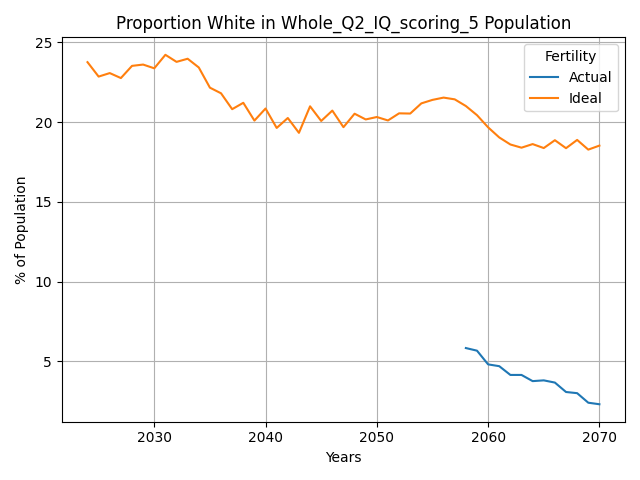 Proportion White in Whole_Q2_IQ_scoring_5 Population
% of Population
25
20
15
10
5
Fertility
Actual
Ideal
2030
2040
2050
2060
2070
Years